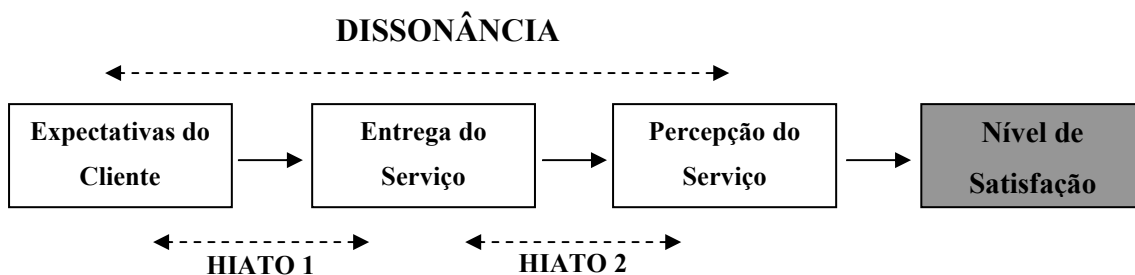 DISSONÂNCIA
Expectativas do
Cliente
Entrega do
Serviço
Percepção do
Serviço
Nível de
Satisfação
HIATO 1
HIATO 2